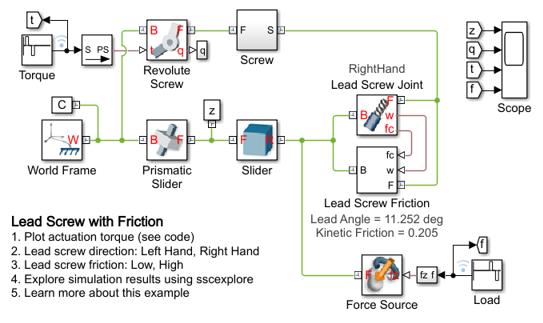 t
Torque
S PS
B F
t q
q
Revolute
Screw
F S
Screw
z
q
t
f
Scope
C
W
World Frame
B F
Prismatic
Slider
z
F R
Slider
RightHand
Lead Screw Joint
F
B w
fc
fc
B w
F
Lead Screw Friction
Lead Angle = 11.252 deg
Kinetic Friction = 0.205
Lead Screw with Friction
1. Plot actuation torque (see code)
2. Lead screw direction: Left Hand, Right Hand
3. Lead screw friction: Low, High
4. Explore simulation results using sscexplore
5. Learn more about this example
F
Force Source
fz f
f
Load